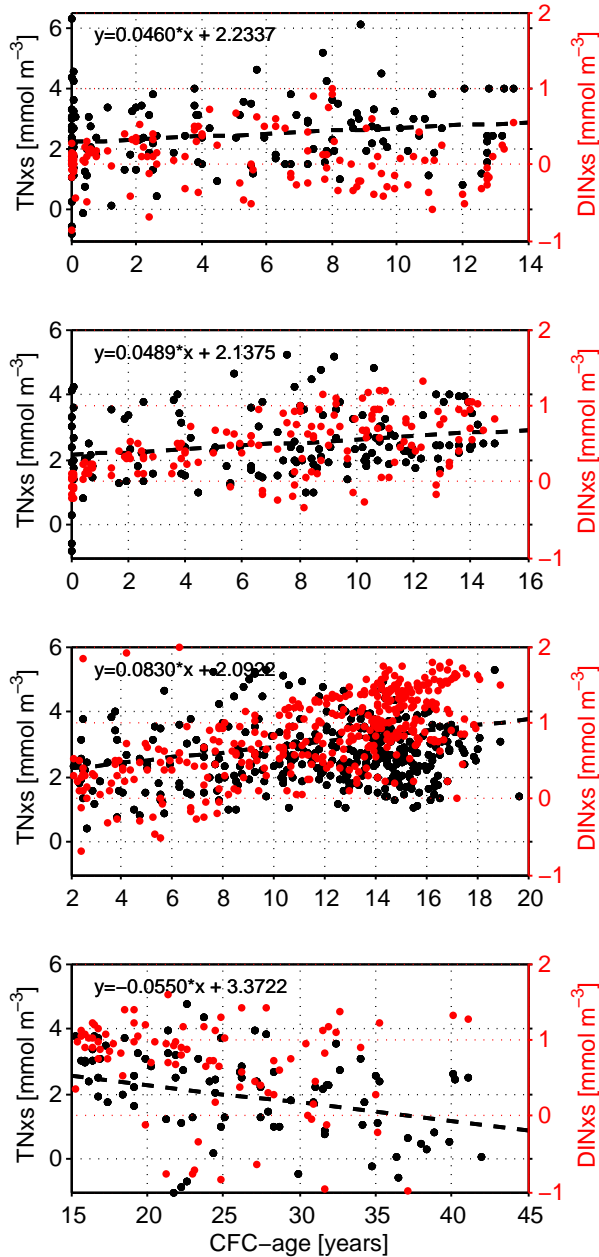 y=0.0460*x + 2.2337
TNxs [mmol m−3]
DINxs [mmol m−3]
6
4
2
0
2
1
0
−1
0 2 4 6 8 10 12 14
y=0.0489*x + 2.1375
TNxs [mmol m−3]
DINxs [mmol m−3]
6
4
2
0
2
1
0
−1
0 2 4 6 8 10 12 14 16
y=0.0830*x + 2.0922
TNxs [mmol m−3]
DINxs [mmol m−3]
6
4
2
0
2
1
0
−1
2 4 6 8 10 12 14 16 18 20
y=−0.0550*x + 3.3722
TNxs [mmol m−3]
DINxs [mmol m−3]
6
4
2
0
2
1
0
−1
15 20 25 30 35 40 45
CFC−age [years]